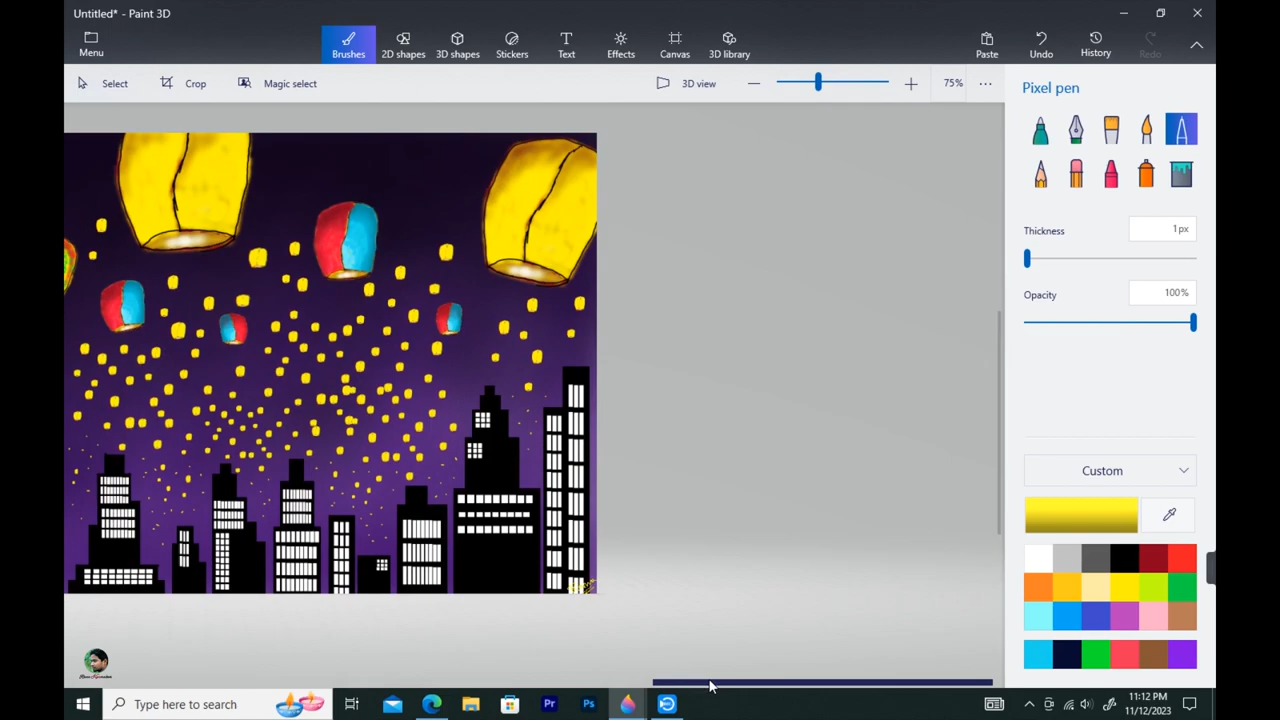 Untitled* - Paint 3D
Menu
Brushes
2D shapes
3D shapes
Stickers
Text
Effects
Canvas
3D library
Paste
Undo
History
Redo
Select
Crop
Magic select
3D view
75%
Pixel pen
Thickness
1px
Opacity
100%
Custom
Type here to search
Pr
Ps
11:12 PM
11/12/2023